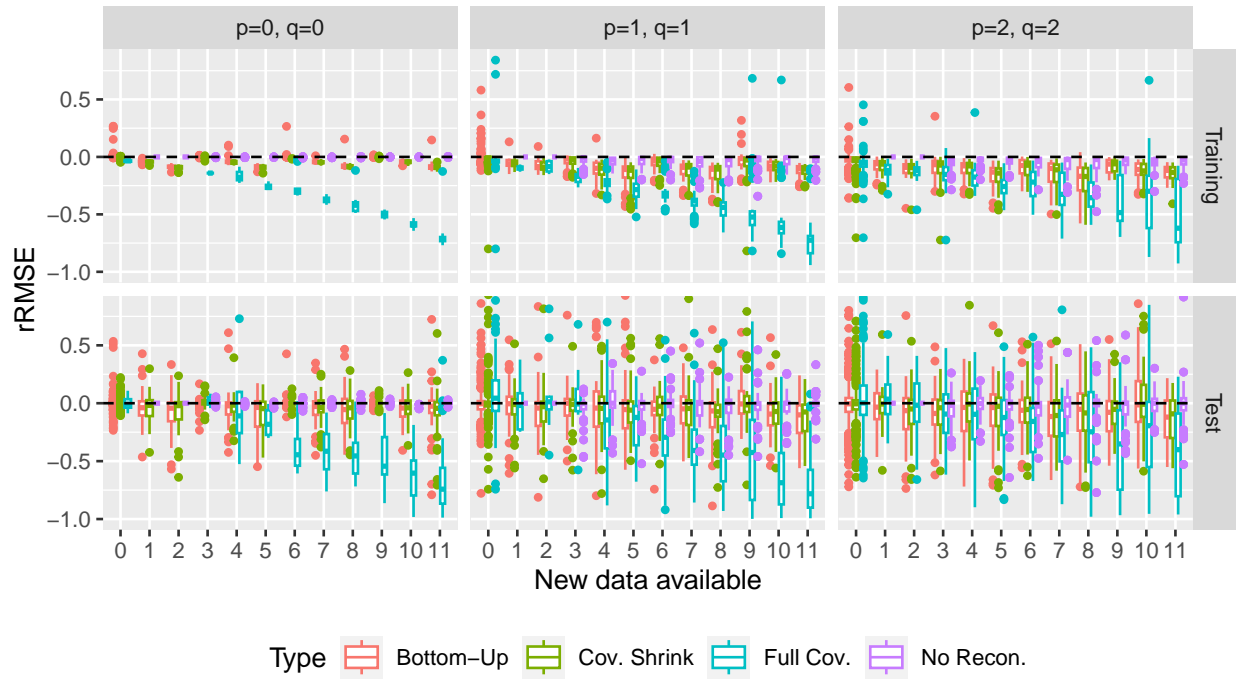 p=0, q=0 p=1, q=1 p=2, q=2
0.5
0.0
−0.5
−1.0
Training
0.5
0.0
−0.5
−1.0
Test
rRMSE
0 1 2 3 4 5 6 7 8 9 10 11 0 1 2 3 4 5 6 7 8 9 10 11 0 1 2 3 4 5 6 7 8 9 10 11
New data available
Type Bottom−Up Cov. Shrink Full Cov. No Recon.